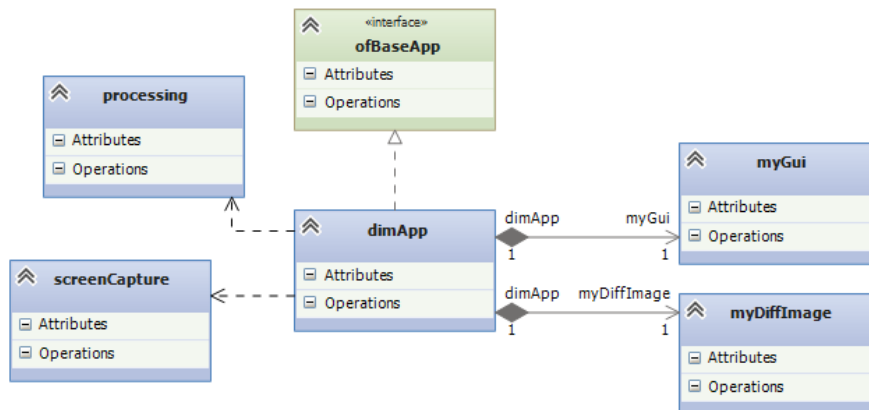 «interface»
ofBaseApp
Attributes
Operations
processing
Attributes
Operations
myGui
Attributes
Operations
dimApp
Attributes
Operations
dimApp
myGui
1
1
screenCapture
Attributes
Operations
dimApp
myDiffImage
1
1
myDiffImage
Attributes
Operations